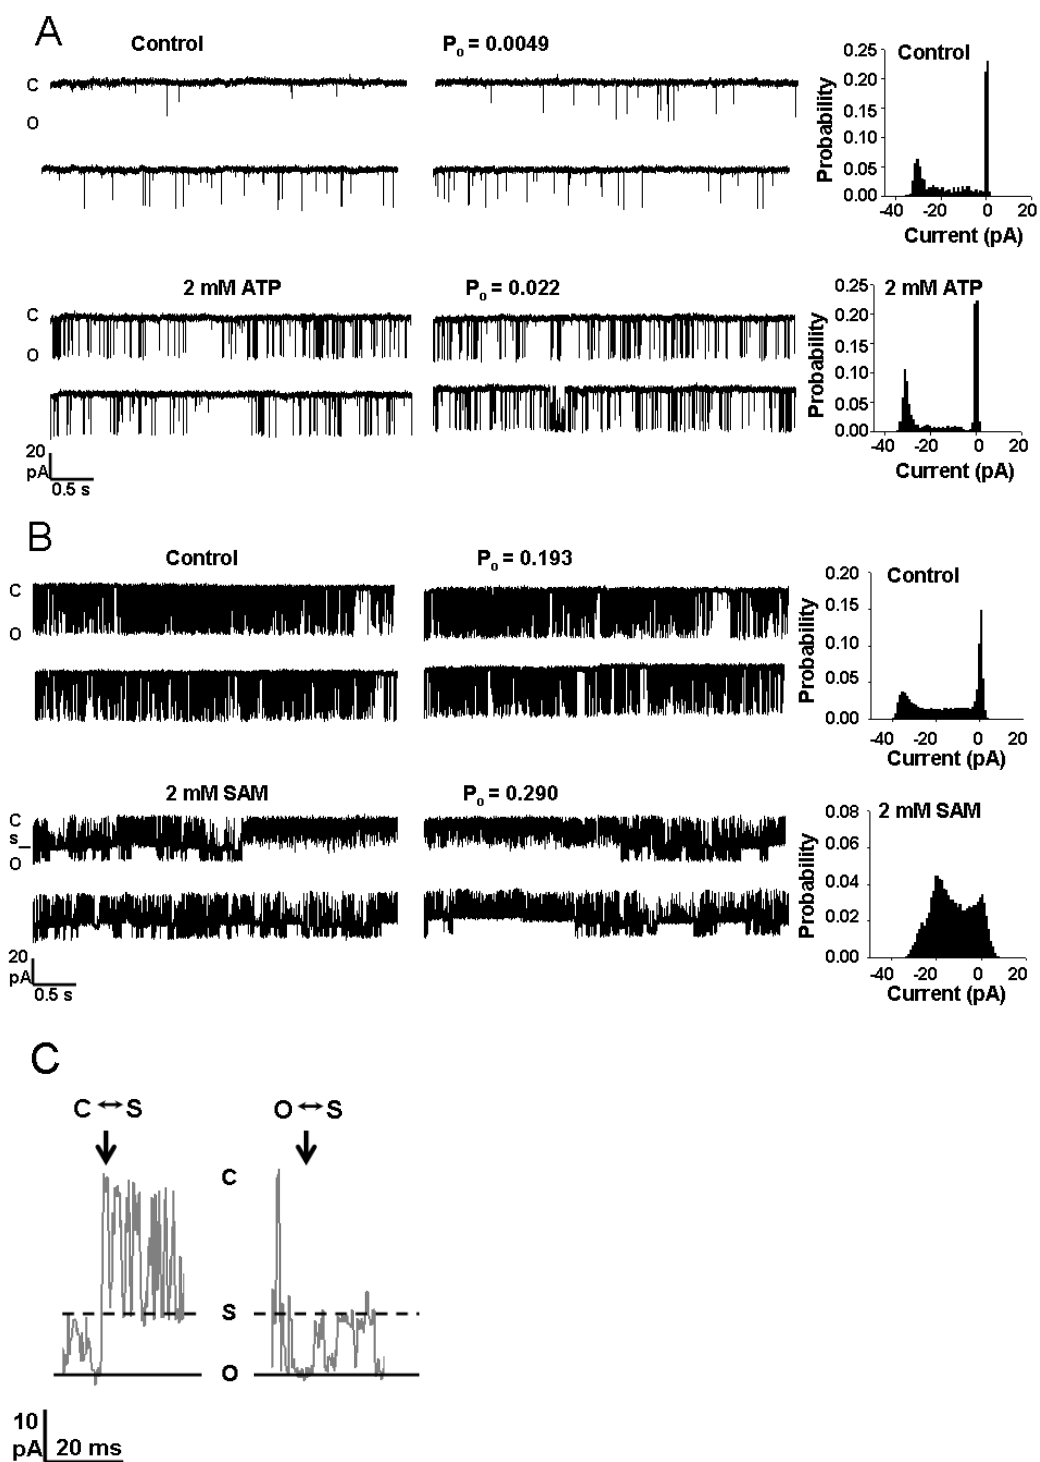 A
Control
Po = 0.0049
C
O
0.25
0.20
0.15
0.10
0.05
0.00
Probability
Control
-40 -20 0 20
Current (pA)
2 mM ATP
Po = 0.022
C
O
20
pA
0.5 s
0.25
0.20
0.15
0.10
0.05
0.00
Probability
2 mM ATP
-40 -20 0 20
Current (pA)
B
Control
Po = 0.193
C
O
0.20
0.15
0.10
0.05
0.00
Probability
Control
-40 -20 0 20
Current (pA)
2 mM SAM
Po = 0.290
C
s
O
20
pA
0.5 s
0.08
0.06
0.04
0.02
0.00
Probability
2 mM SAM
-40 -20 0 20
Current (pA)
C
C ↔ S
O ↔ S
C
S
O
10
pA
20 ms